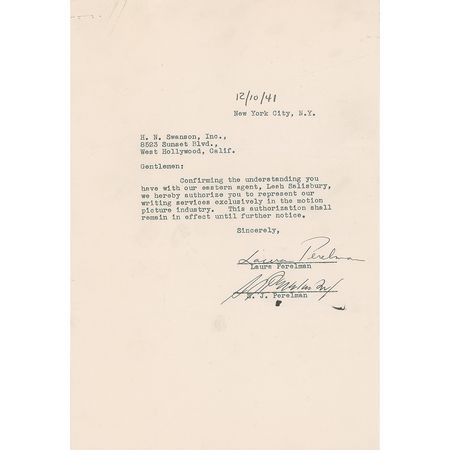 12/10/41
New York City, N.Y.
H. N. Swanson, Inc.,
8523 Sunset Blvd.,
West Hollywood, Calif.
Gentlemen:
Confirming the understanding you
have with our eastern agent, Leah Salisbury,
we hereby authorize you to represent our
writing services exclusively in the motion
picture industry. This authorization shall
remain in effect until further notice.
Sincerely,
Laura Perelman
Laura Perelman
S. J. Perelman
S. J. Perelman